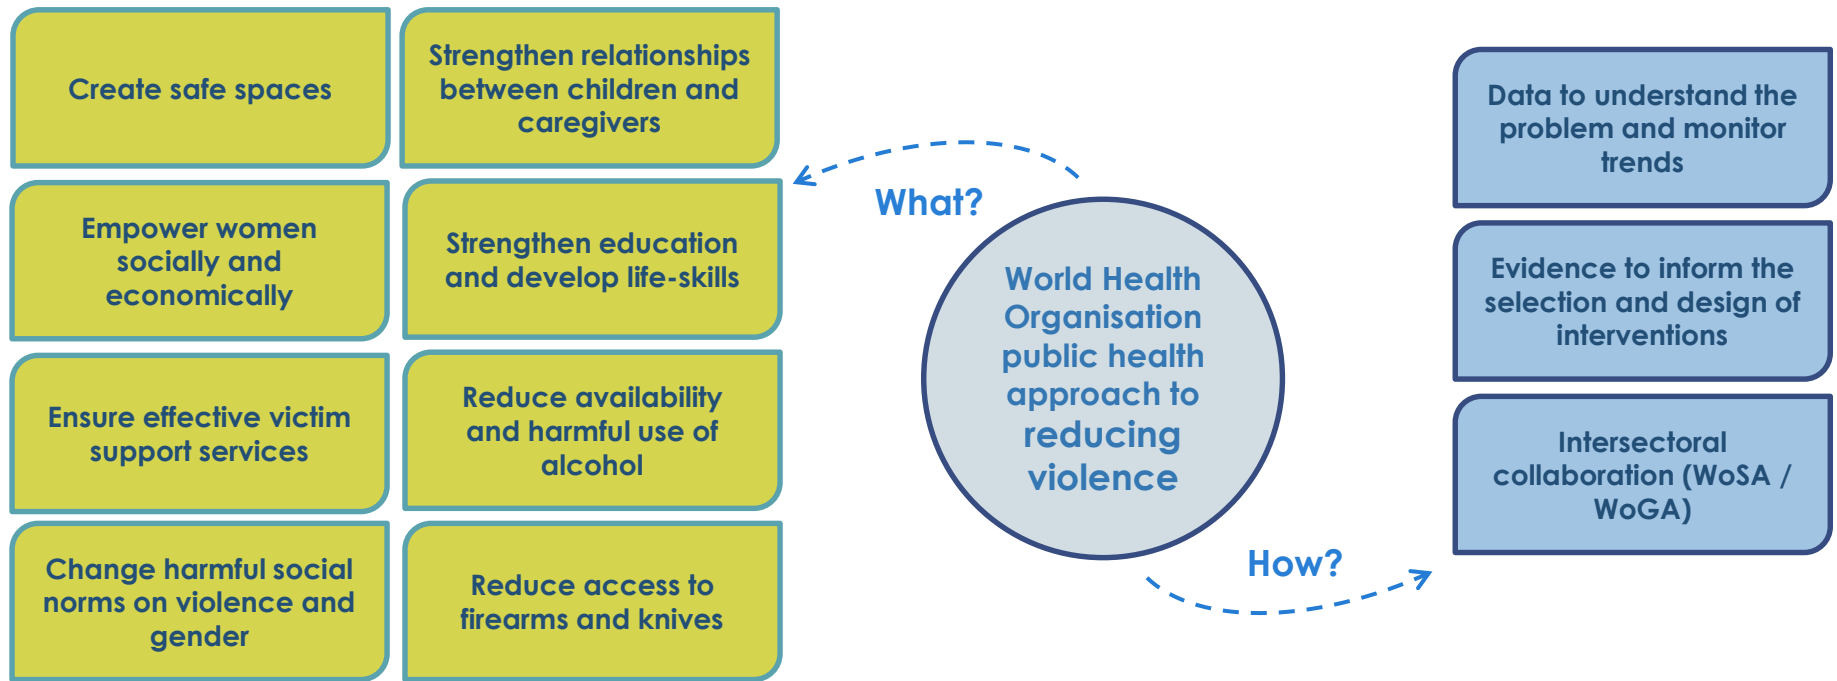 Create safe spaces
Strengthen relationships
between children and
caregivers
Empower women
socially and
economically
Strengthen education
and develop life-skills
Ensure effective victim
support services
Reduce availability
and harmful use of
alcohol
Change harmful social
norms on violence and
gender
Reduce access to
firearms and knives
What?
World Health
Organisation
public health
approach to
reducing
violence
How?
Data to understand the
problem and monitor
trends
Evidence to inform the
selection and design of
interventions
Intersectoral
collaboration (WoSA /
WoGA)